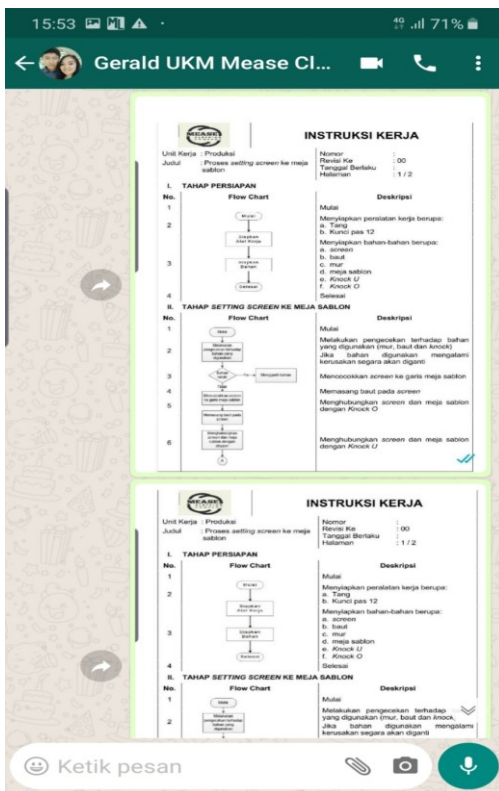 15:53
4G 71%
Gerald UKM Mease Cl...
MEASE
INSTRUKSI KERJA
Unit Kerja : Produksi
Judul : Proses setting screen ke meja sablon
Nomor :
Revisi Ke : 00
Tanggal Berlaku :
Halaman : 1 / 2
I. TAHAP PERSIAPAN
No. Flow Chart Deskripsi
1 Mulai Mulai
2 Siapkan Alat Kerja Menyiapkan peralatan kerja berupa:
a. Tang
b. Kunci pas 12
3 Siapkan Bahan Menyiapkan bahan-bahan berupa:
a. screen
b. baut
c. mur
d. meja sablon
e. Knock U
f. Knock O
4 Selesai Selesai
II. TAHAP SETTING SCREEN KE MEJA SABLON
No. Flow Chart Deskripsi
1 Mulai Mulai
2 Melakukan pengecekan terhadap bahan
yang digunakan (mur, baut dan knock)
Jika bahan digunakan mengalami
kerusakan segara akan diganti
3 Mengganti bahan Mencocokkan screen ke garis meja sablon
4 Memasang baut pada screen
5 Menghubungkan screen dan meja sablon
dengan Knock O
6 Menghubungkan screen dan meja sablon
dengan Knock U
A
MEASE
INSTRUKSI KERJA
Unit Kerja : Produksi
Judul : Proses setting screen ke meja sablon
Nomor :
Revisi Ke : 00
Tanggal Berlaku :
Halaman : 1 / 2
I. TAHAP PERSIAPAN
No. Flow Chart Deskripsi
1 Mulai Mulai
2 Siapkan Alat Kerja Menyiapkan peralatan kerja berupa:
a. Tang
b. Kunci pas 12
3 Siapkan Bahan Menyiapkan bahan-bahan berupa:
a. screen
b. baut
c. mur
d. meja sablon
e. Knock U
f. Knock O
4 Selesai Selesai
II. TAHAP SETTING SCREEN KE MEJA SABLON
No. Flow Chart Deskripsi
1 Mulai Mulai
2 Melakukan pengecekan terhadap
yang digunakan (mur, baut dan knock,
Jika bahan digunakan mengalami
kerusakan segara akan diganti
Ketik pesan